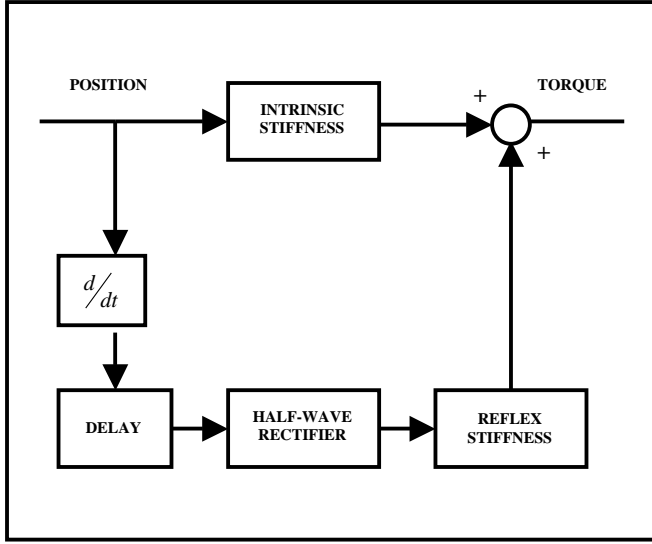 POSITION
INTRINSIC
STIFFNESS
+
TORQUE
+
d/dt
DELAY
HALF-WAVE
RECTIFIER
REFLEX
STIFFNESS